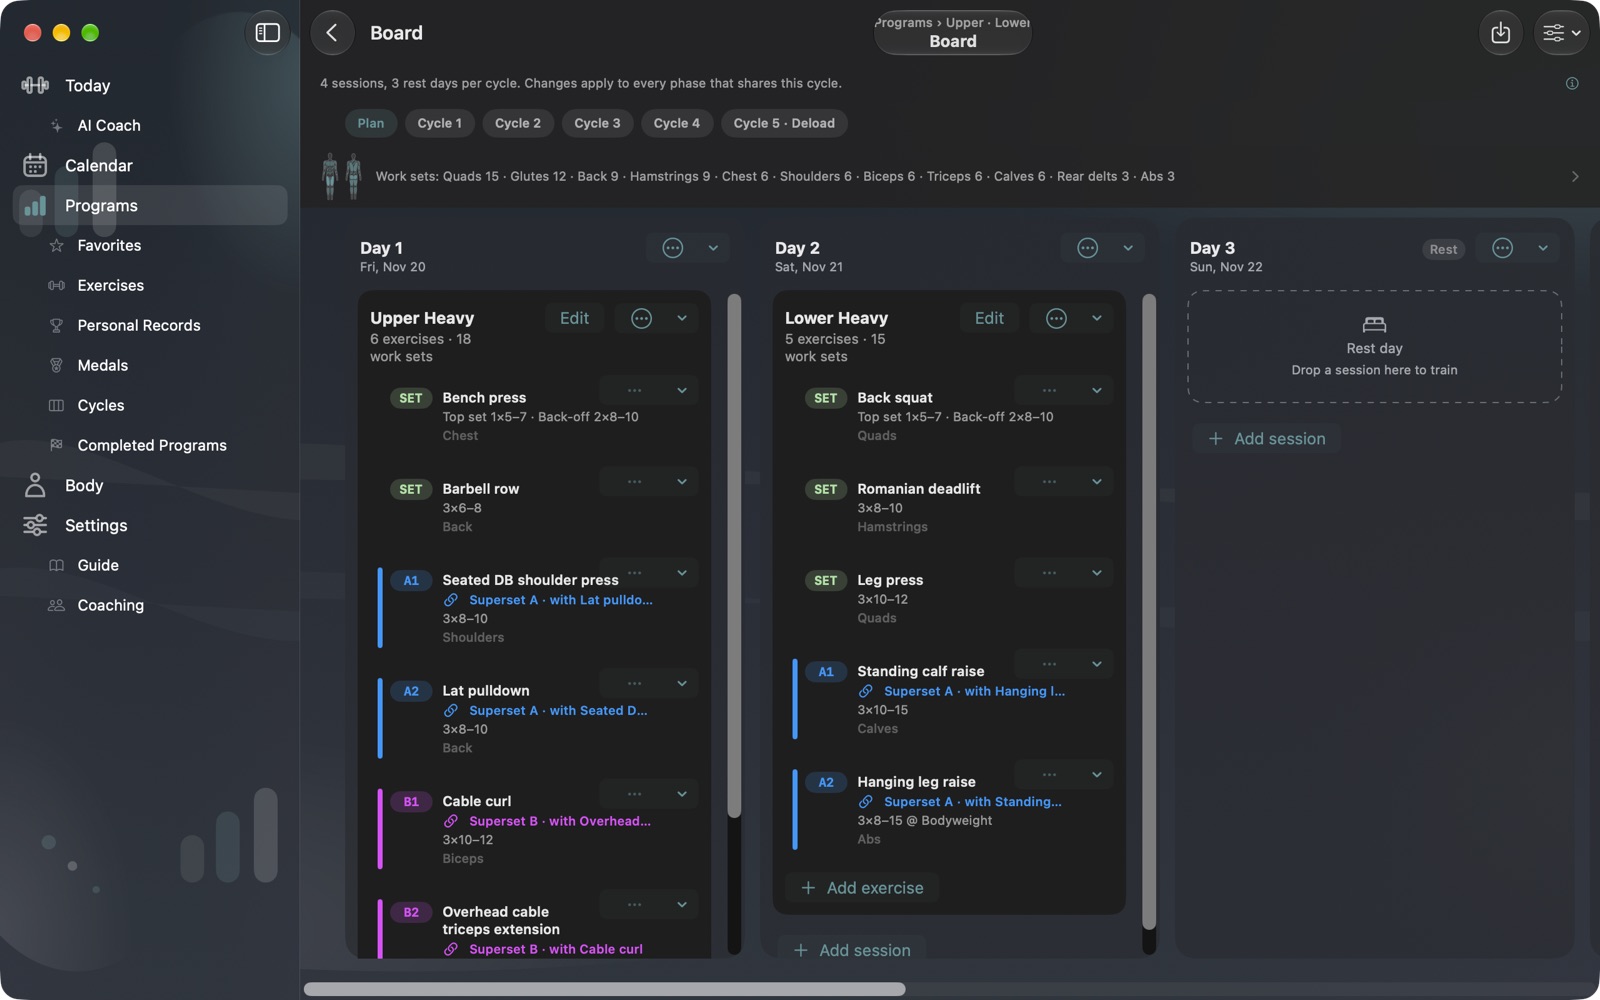 Board
Programs › Upper · Lower
Board
Today
AI Coach
Calendar
Programs
Favorites
Exercises
Personal Records
Medals
Cycles
Completed Programs
Body
Settings
Guide
Coaching
4 sessions, 3 rest days per cycle. Changes apply to every phase that shares this cycle.
Plan
Cycle 1
Cycle 2
Cycle 3
Cycle 4
Cycle 5 · Deload
Work sets: Quads 15 · Glutes 12 · Back 9 · Hamstrings 9 · Chest 6 · Shoulders 6 · Biceps 6 · Triceps 6 · Calves 6 · Rear delts 3 · Abs 3
Day 1
Fri, Nov 20
Upper Heavy
Edit
6 exercises · 18
work sets
SET
Bench press
Top set 1×5–7 · Back-off 2×8–10
Chest
SET
Barbell row
3×6–8
Back
A1
Seated DB shoulder press
Superset A · with Lat pulldo...
3×8–10
Shoulders
A2
Lat pulldown
Superset A · with Seated D...
3×8–10
Back
B1
Cable curl
Superset B · with Overhead...
3×10–12
Biceps
B2
Overhead cable
triceps extension
Superset B · with Cable curl
Day 2
Sat, Nov 21
Lower Heavy
Edit
5 exercises · 15
work sets
SET
Back squat
Top set 1×5–7 · Back-off 2×8–10
Quads
SET
Romanian deadlift
3×8–10
Hamstrings
SET
Leg press
3×10–12
Quads
A1
Standing calf raise
Superset A · with Hanging l...
3×10–15
Calves
A2
Hanging leg raise
Superset A · with Standing...
3×8–15 @ Bodyweight
Abs
+ Add exercise
+ Add session
Day 3
Rest
Sun, Nov 22
Rest day
Drop a session here to train
+ Add session